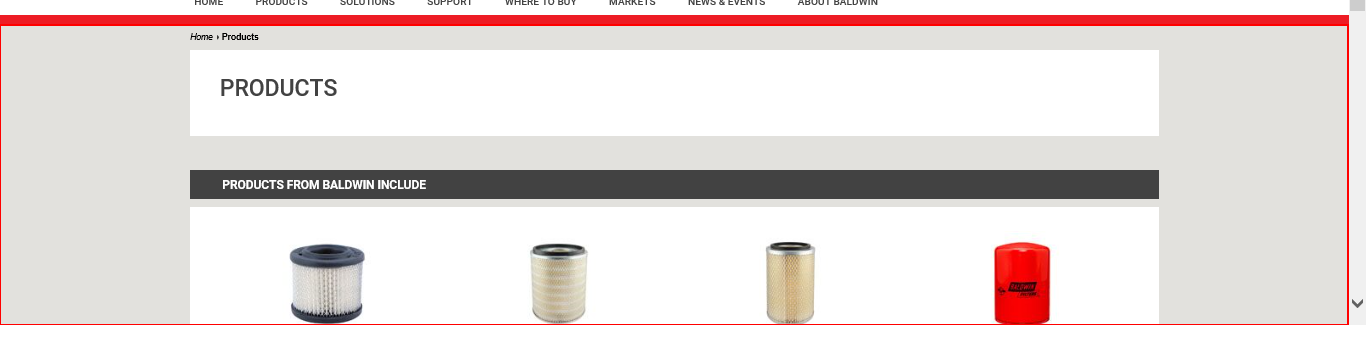 HOME PRODUCTS SOLUTIONS SUPPORT WHERE TO BUY MARKETS NEWS & EVENTS ABOUT BALDWIN
Home › Products
PRODUCTS
PRODUCTS FROM BALDWIN INCLUDE
BALDWIN
FILTERS